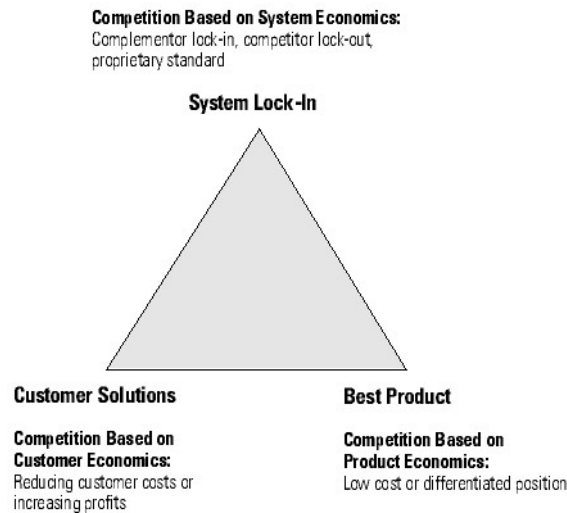 Competition Based on System Economics:
Complementor lock-in, competitor lock-out,
proprietary standard
System Lock-In
Customer Solutions
Competition Based on
Customer Economics:
Reducing customer costs or
increasing profits
Best Product
Competition Based on
Product Economics:
Low cost or differentiated position